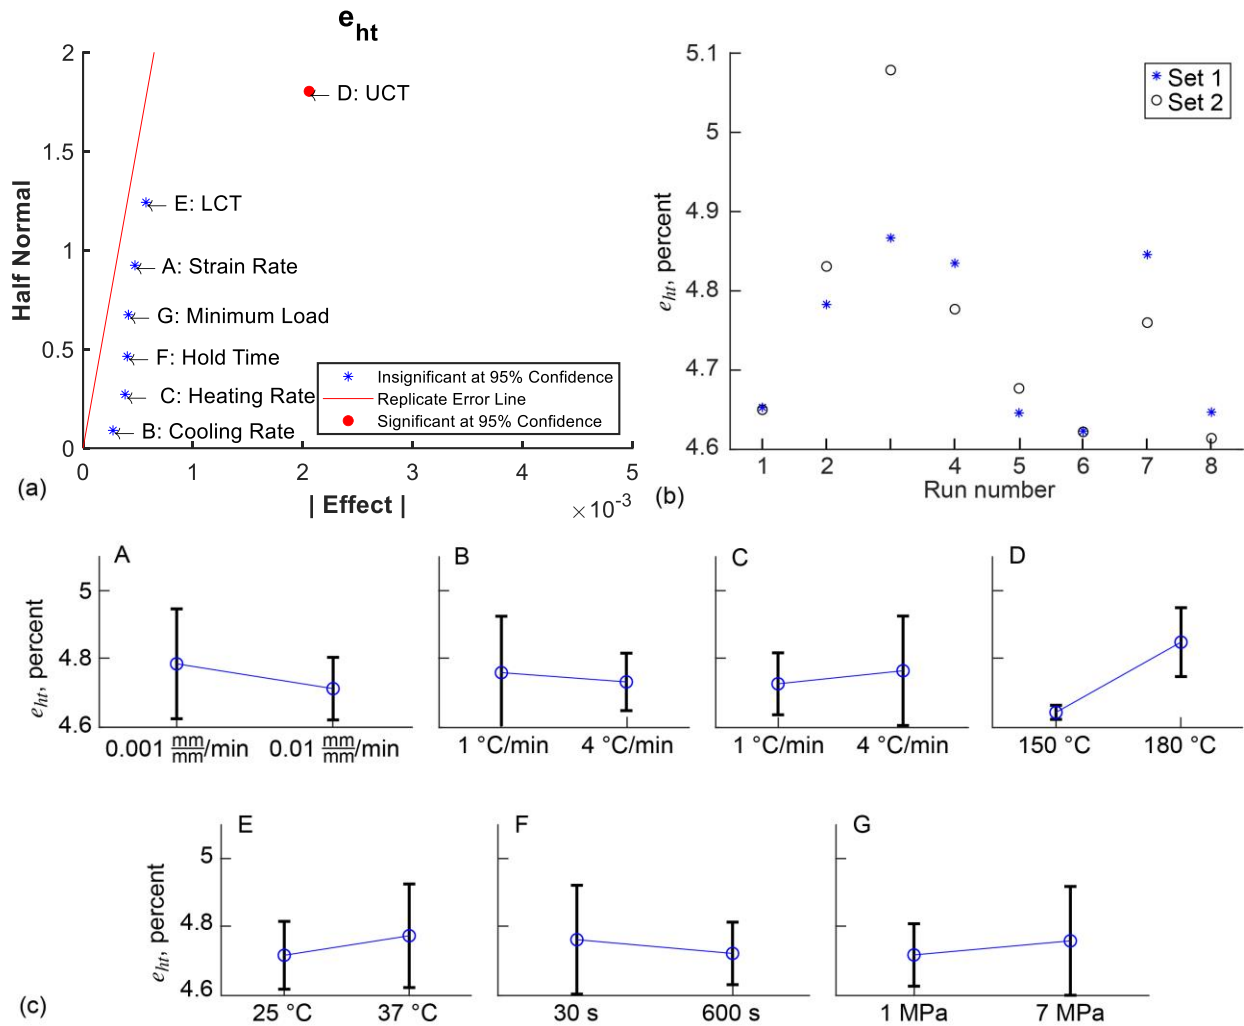 e_ht
2
1.5
1
0.5
0
Half Normal
D: UCT
E: LCT
A: Strain Rate
G: Minimum Load
F: Hold Time
C: Heating Rate
B: Cooling Rate
Insignificant at 95% Confidence
Replicate Error Line
Significant at 95% Confidence
0 1 2 3 4 5
| Effect |
×10^-3
(a)
5.1
5
4.9
4.8
4.7
4.6
e_ht, percent
Set 1
Set 2
1 2 4 5 6 7 8
Run number
(b)
A
5
4.8
4.6
e_ht, percent
0.001 mm/mm/min 0.01 mm/mm/min
B
1 °C/min 4 °C/min
C
1 °C/min 4 °C/min
D
150 °C 180 °C
E
5
4.8
4.6
e_ht, percent
25 °C 37 °C
F
30 s 600 s
G
1 MPa 7 MPa
(c)